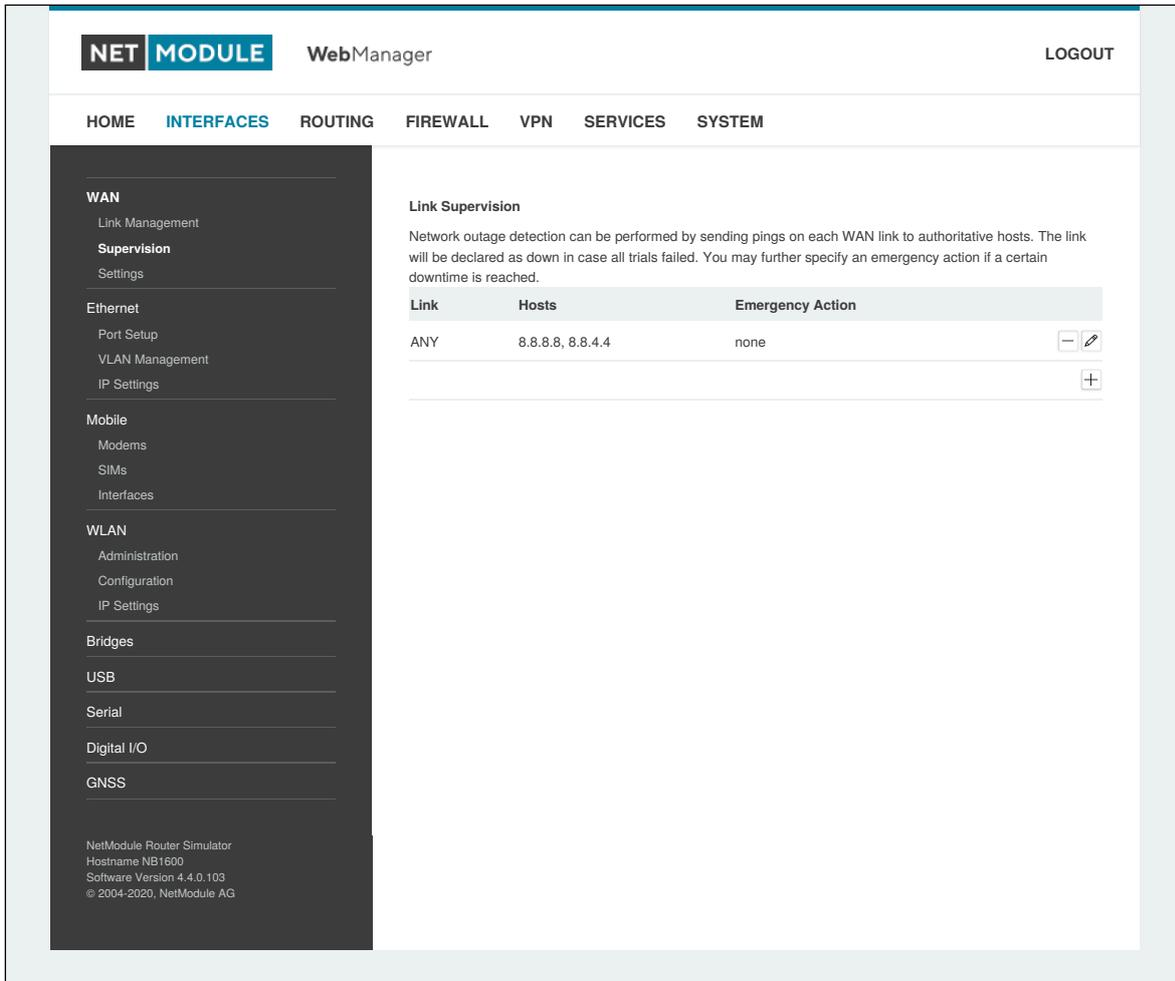 NET MODULE WebManager LOGOUT
HOME INTERFACES ROUTING FIREWALL VPN SERVICES SYSTEM
WAN
Link Management
Supervision
Settings
Ethernet
Port Setup
VLAN Management
IP Settings
Mobile
Modems
SIMs
Interfaces
WLAN
Administration
Configuration
IP Settings
Bridges
USB
Serial
Digital I/O
GNSS
NetModule Router Simulator
Hostname NB1600
Software Version 4.4.0.103
© 2004-2020, NetModule AG
Link Supervision
Network outage detection can be performed by sending pings on each WAN link to authoritative hosts. The link
will be declared as down in case all trials failed. You may further specify an emergency action if a certain
downtime is reached.
Link Hosts Emergency Action
ANY 8.8.8.8, 8.8.4.4 none